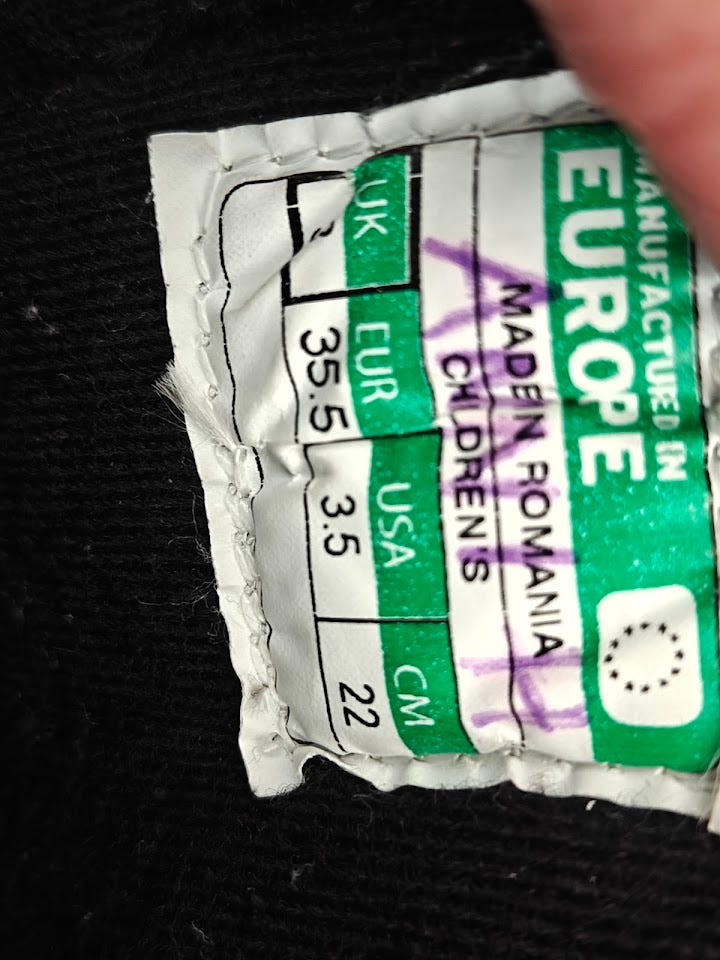 MANUFACTURED IN
EUROPE
MADE IN ROMANIA
CHILDREN'S
UK EUR USA CM
35.5 3.5 22